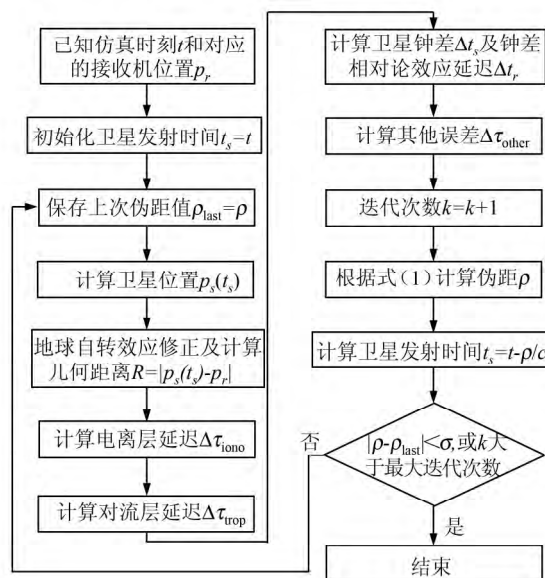 已知仿真时刻t和对应
的接收机位置pᵣ
初始化卫星发射时间tₛ=t
保存上次伪距值ρ_last=ρ
计算卫星位置pₛ(tₛ)
地球自转效应修正及计算
几何距离R=|pₛ(tₛ)-pᵣ|
计算电离层延迟Δτ_iono
计算对流层延迟Δτ_trop
计算卫星钟差Δtₛ及钟差
相对论效应延迟Δtᵣ
计算其他误差Δτ_other
迭代次数k=k+1
根据式(1)计算伪距ρ
计算卫星发射时间tₛ=t-ρ/c
|ρ-ρ_last|<σ,或k大
于最大迭代次数
否
是
结束